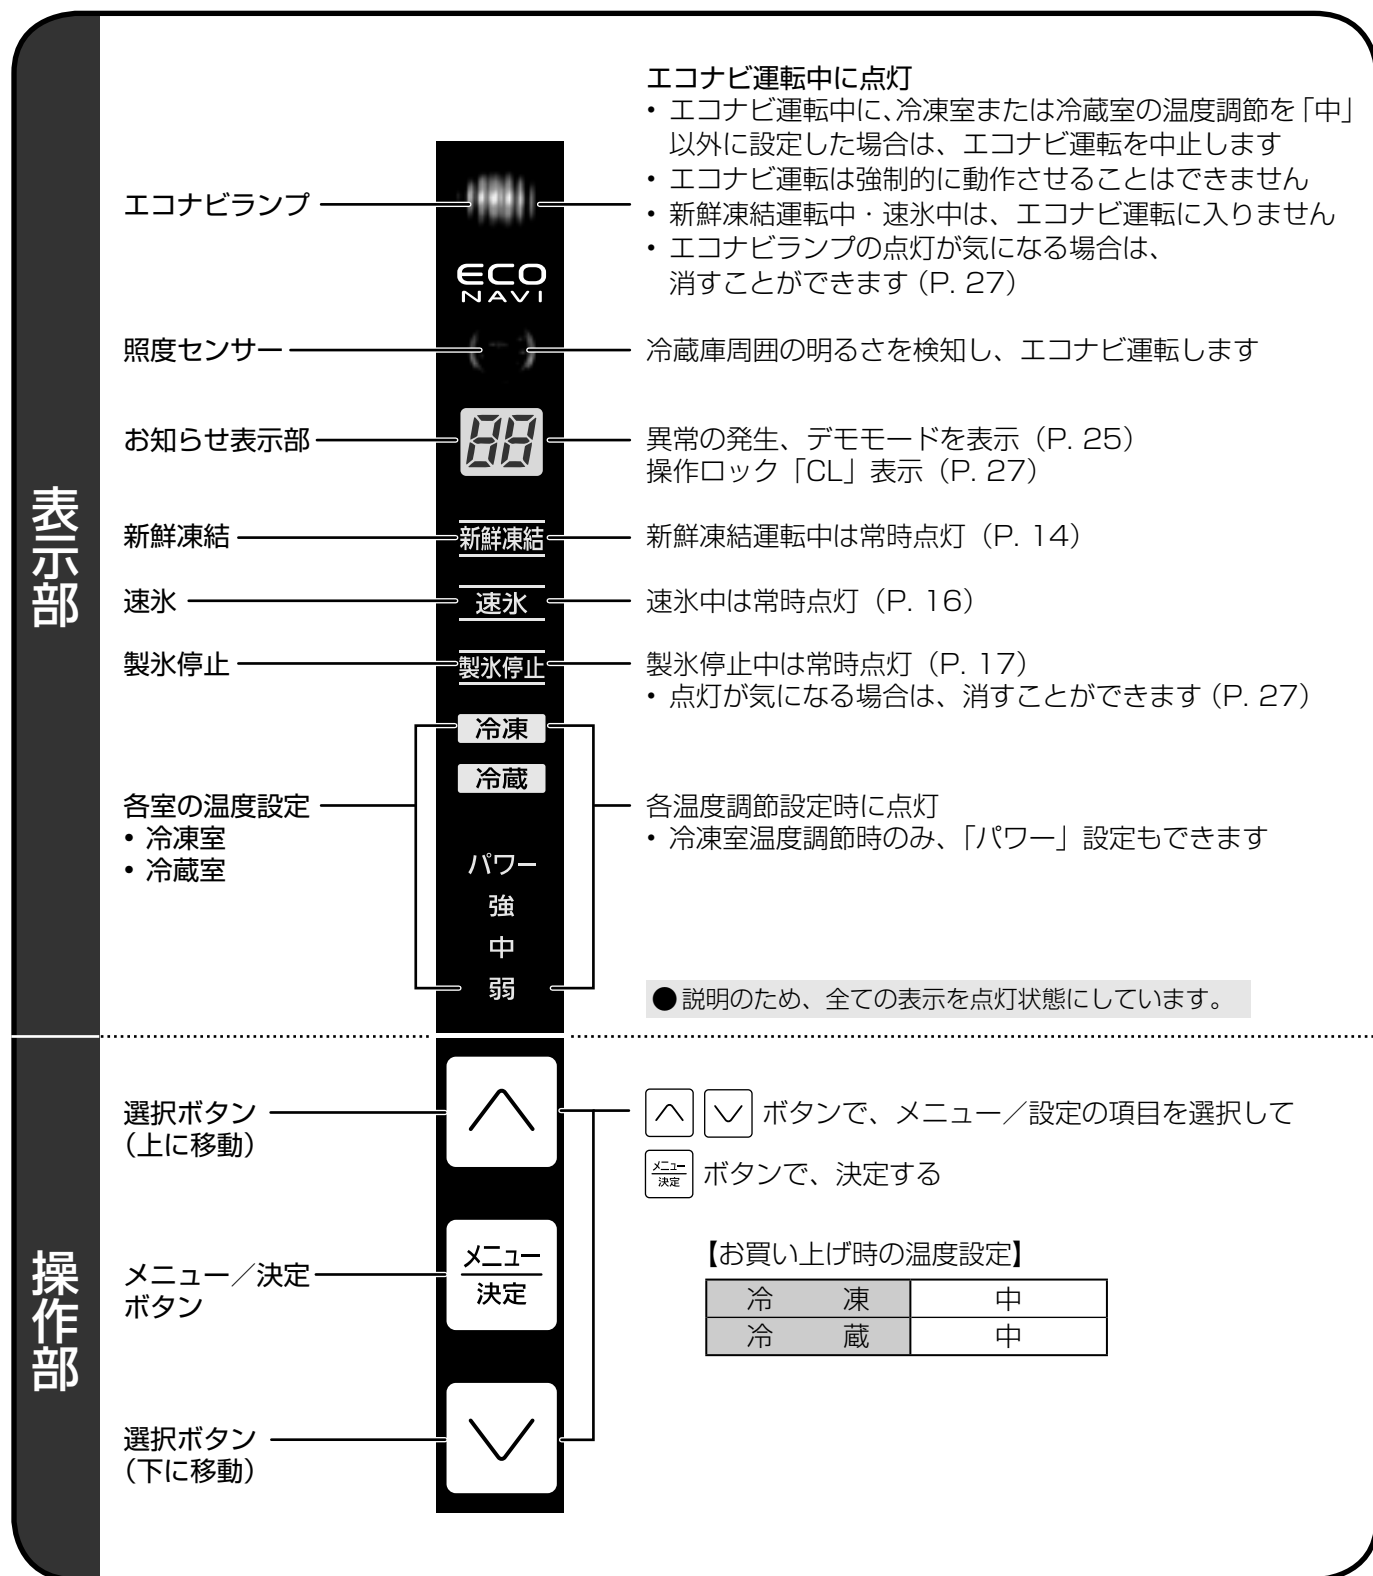 表示部
エコナビランプ
エコナビ運転中に点灯
• エコナビ運転中に、冷凍室または冷蔵室の温度調節を「中」
以外に設定した場合は、エコナビ運転を中止します
• エコナビ運転は強制的に動作させることはできません
• 新鮮凍結運転中・速氷中は、エコナビ運転に入りません
• エコナビランプの点灯が気になる場合は、
消すことができます（P. 27）
ECO
NAVI
照度センサー
冷蔵庫周囲の明るさを検知し、エコナビ運転します
お知らせ表示部
88
異常の発生、デモモードを表示（P. 25）
操作ロック「CL」表示（P. 27）
新鮮凍結
新鮮凍結
新鮮凍結運転中は常時点灯（P. 14）
速氷
速氷
速氷中は常時点灯（P. 16）
製氷停止
製氷停止
製氷停止中は常時点灯（P. 17）
• 点灯が気になる場合は、消すことができます（P. 27）
冷凍
冷蔵
各室の温度設定
• 冷凍室
• 冷蔵室
パワー
強
中
弱
各温度調節設定時に点灯
• 冷凍室温度調節時のみ、「パワー」設定もできます
●説明のため、全ての表示を点灯状態にしています。
操作部
選択ボタン
（上に移動）
ボタンで、メニュー／設定の項目を選択して
メニュー
決定
ボタンで、決定する
メニュー／決定
ボタン
メニュー
決定
【お買い上げ時の温度設定】
冷 凍 中
冷 蔵 中
選択ボタン
（下に移動）